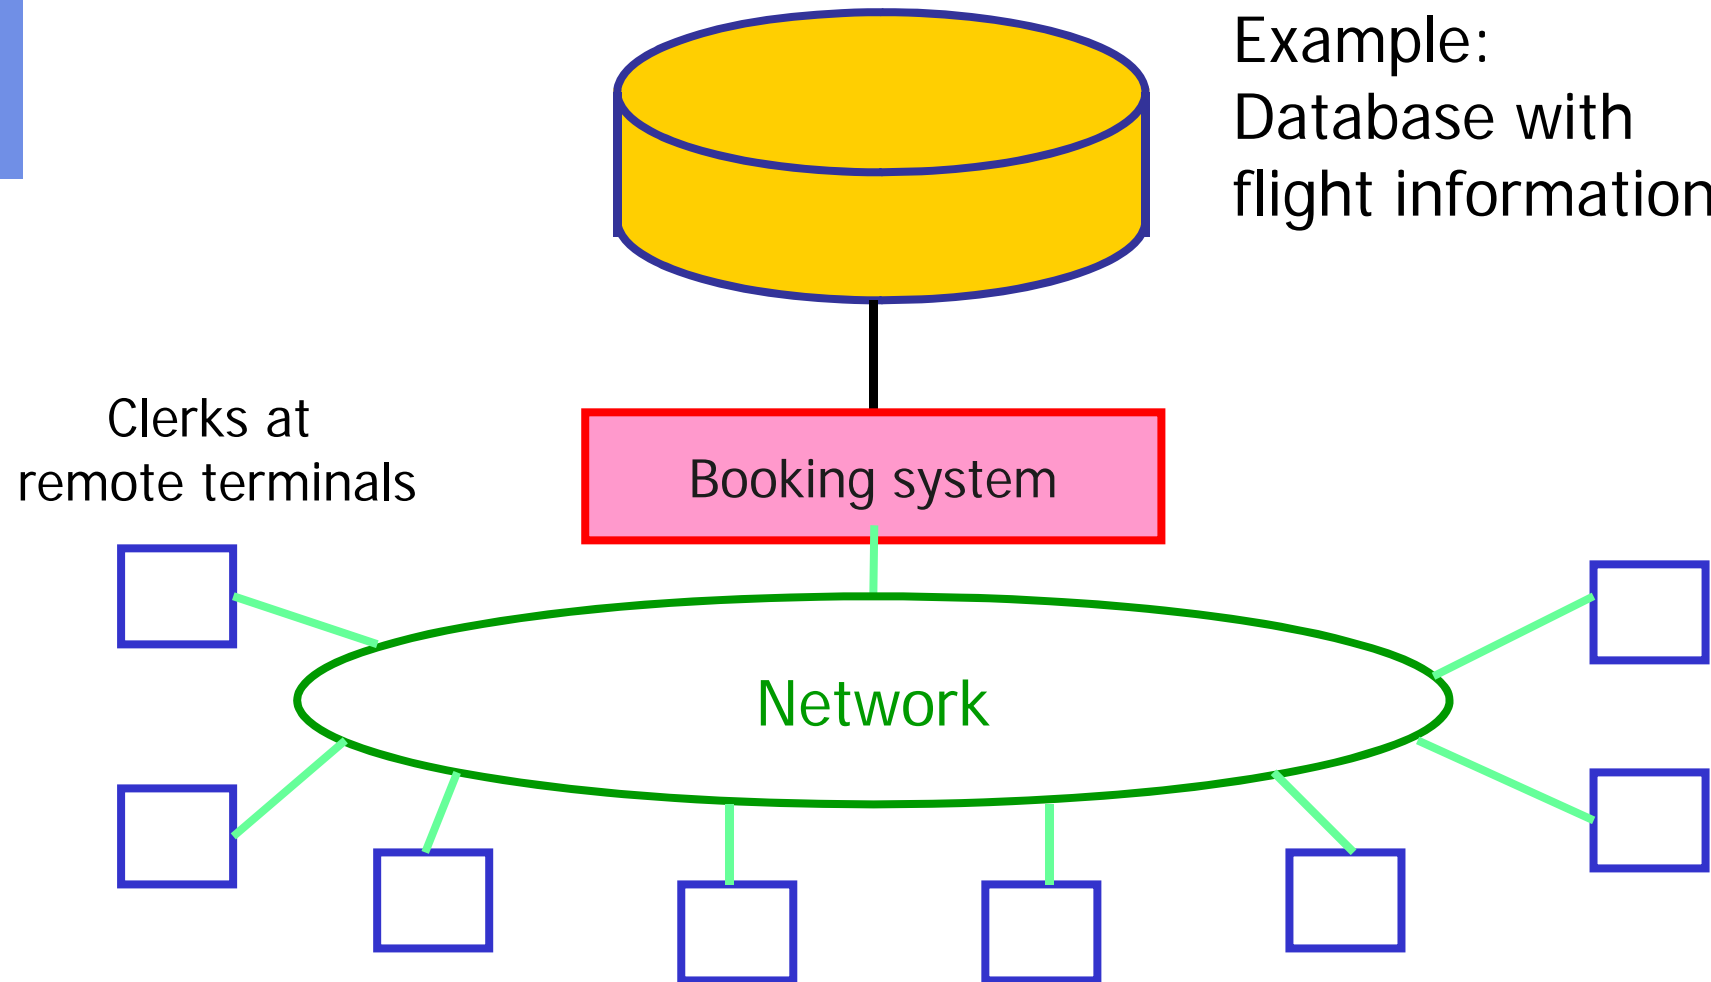 Example:
Database with
flight information
Clerks at
remote terminals
Booking system
Network